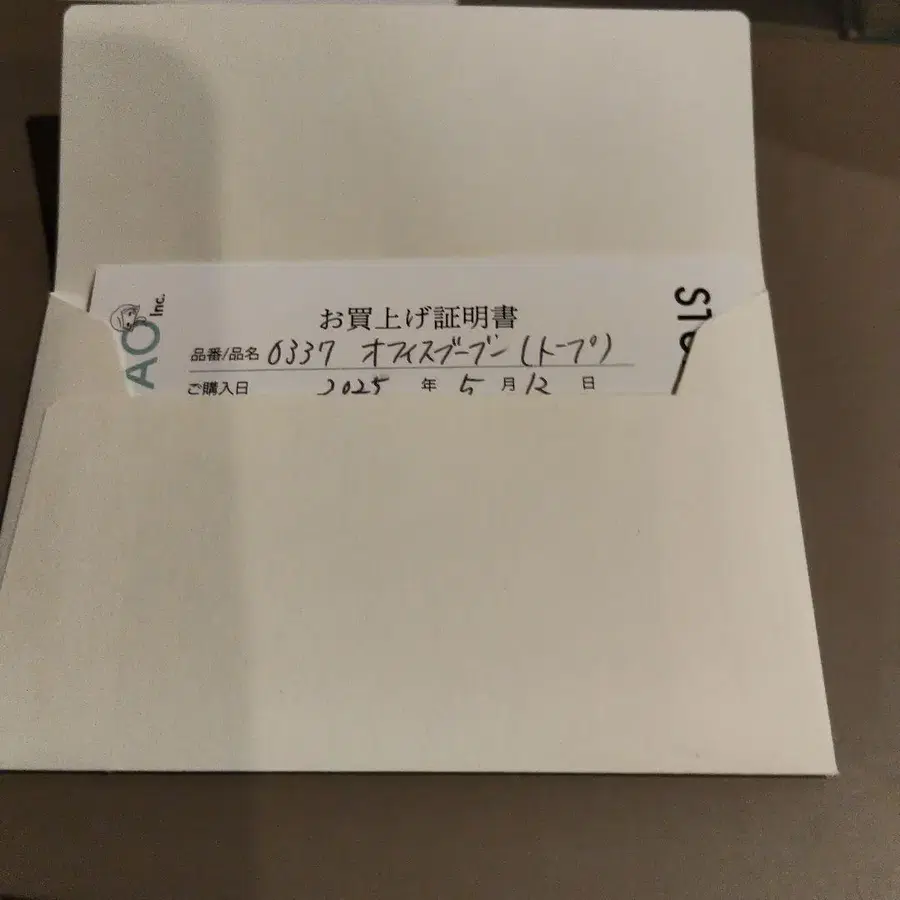 お買上げ証明書
品番/品名 0337 オフィスブーブン(トープ)
ご購入日 2025 年 5 月 12 日
AO
Inc.